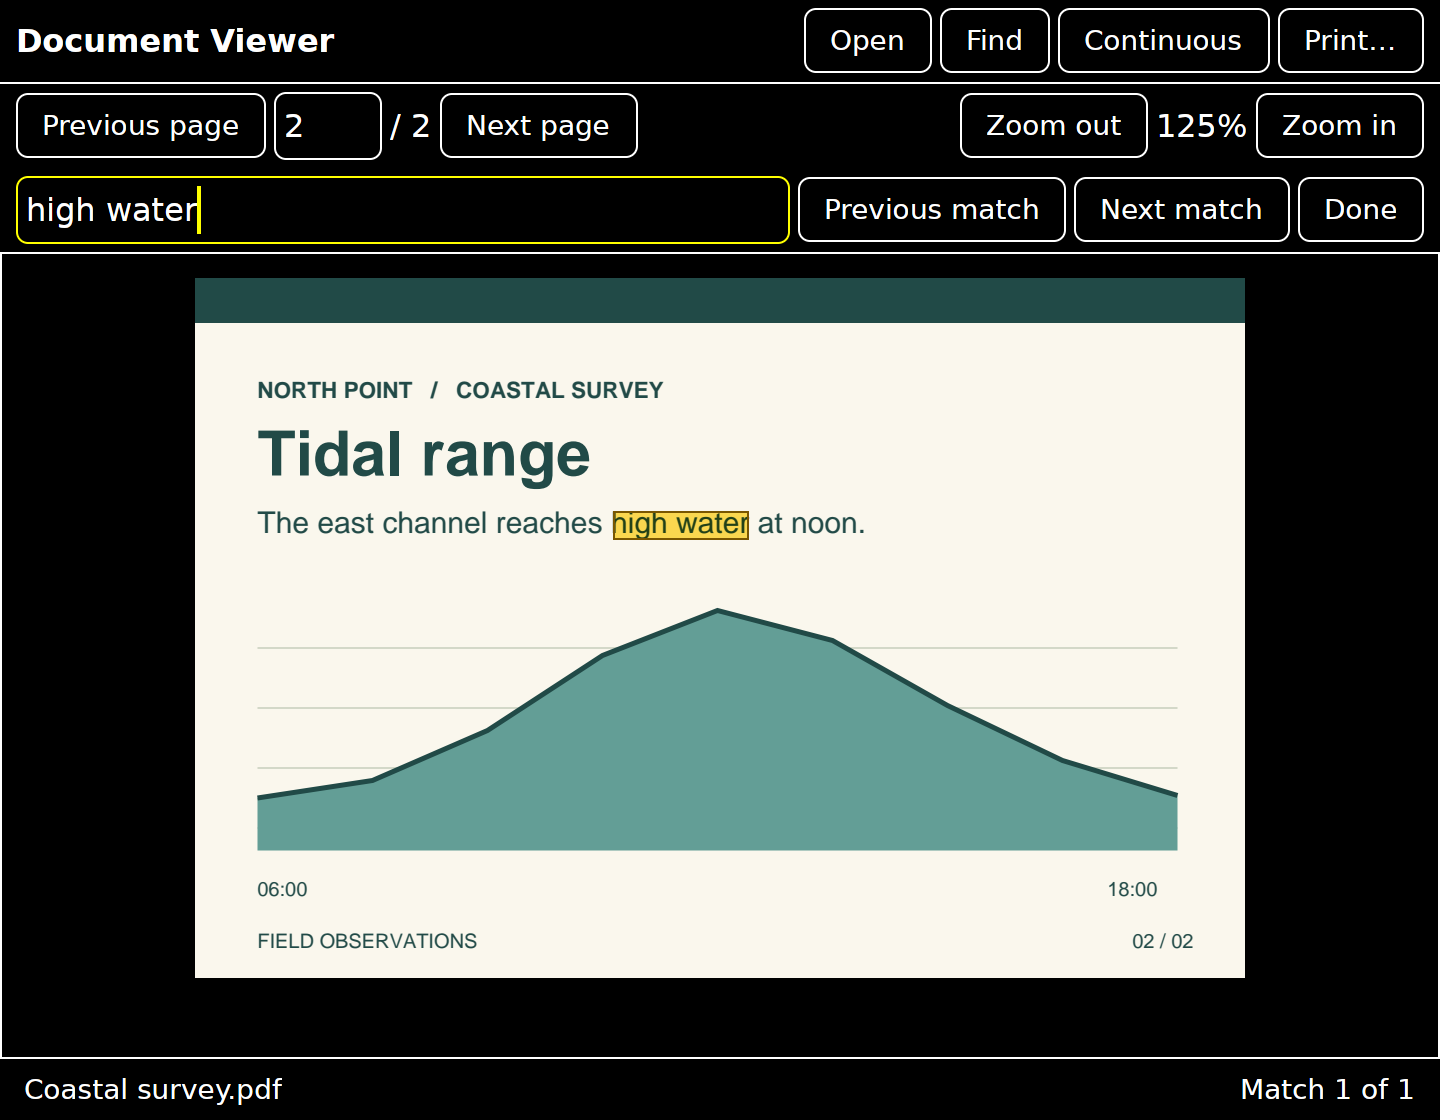 Document Viewer Open Find Continuous Print…
Previous page 2 / 2 Next page Zoom out 125% Zoom in
high water Previous match Next match Done
NORTH POINT / COASTAL SURVEY
Tidal range
The east channel reaches high water at noon.
06:00 18:00
FIELD OBSERVATIONS 02 / 02
Coastal survey.pdf Match 1 of 1